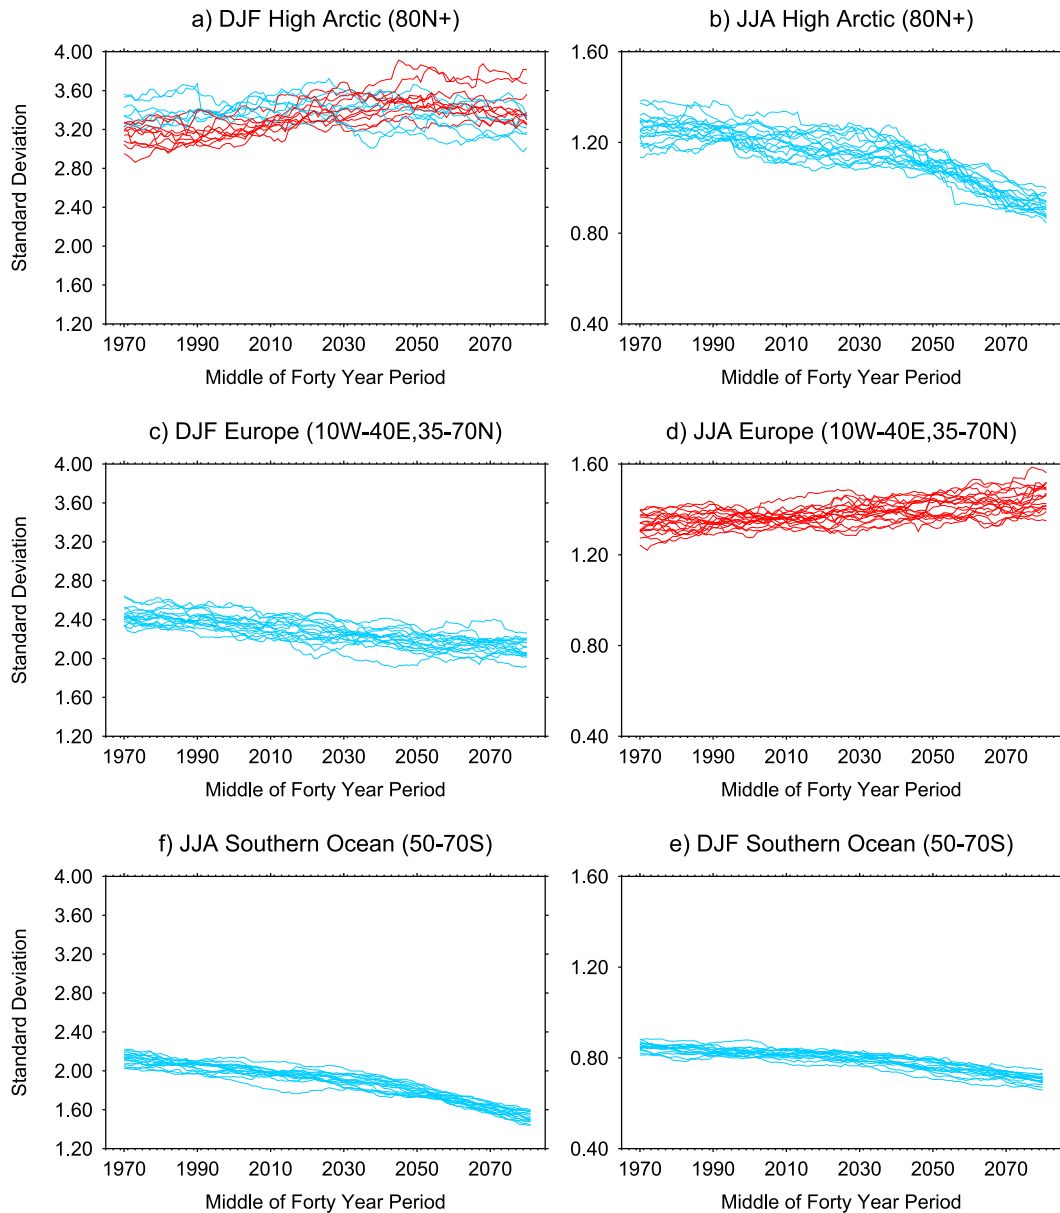 a) DJF High Arctic (80N+)
4.00
3.60
3.20
2.80
2.40
2.00
1.60
1.20
Standard Deviation
1970 1990 2010 2030 2050 2070
Middle of Forty Year Period
b) JJA High Arctic (80N+)
1.60
1.20
0.80
0.40
1970 1990 2010 2030 2050 2070
Middle of Forty Year Period
c) DJF Europe (10W-40E,35-70N)
4.00
3.60
3.20
2.80
2.40
2.00
1.60
1.20
Standard Deviation
1970 1990 2010 2030 2050 2070
Middle of Forty Year Period
d) JJA Europe (10W-40E,35-70N)
1.60
1.20
0.80
0.40
1970 1990 2010 2030 2050 2070
Middle of Forty Year Period
f) JJA Southern Ocean (50-70S)
4.00
3.60
3.20
2.80
2.40
2.00
1.60
1.20
Standard Deviation
1970 1990 2010 2030 2050 2070
Middle of Forty Year Period
e) DJF Southern Ocean (50-70S)
1.60
1.20
0.80
0.40
1970 1990 2010 2030 2050 2070
Middle of Forty Year Period